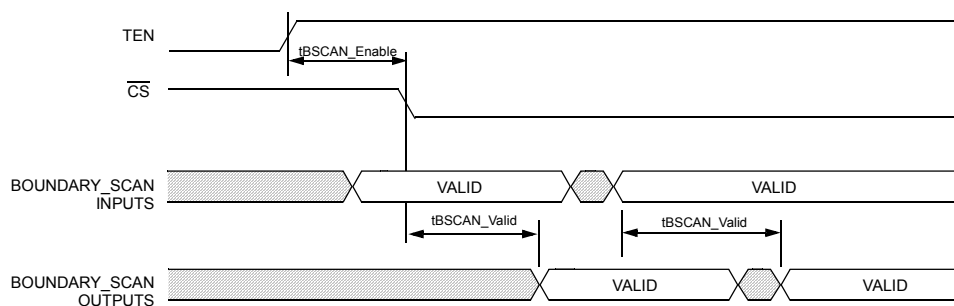 TEN
tBSCAN_Enable
CS
BOUNDARY_SCAN
INPUTS
VALID
VALID
tBSCAN_Valid
tBSCAN_Valid
BOUNDARY_SCAN
OUTPUTS
VALID
VALID